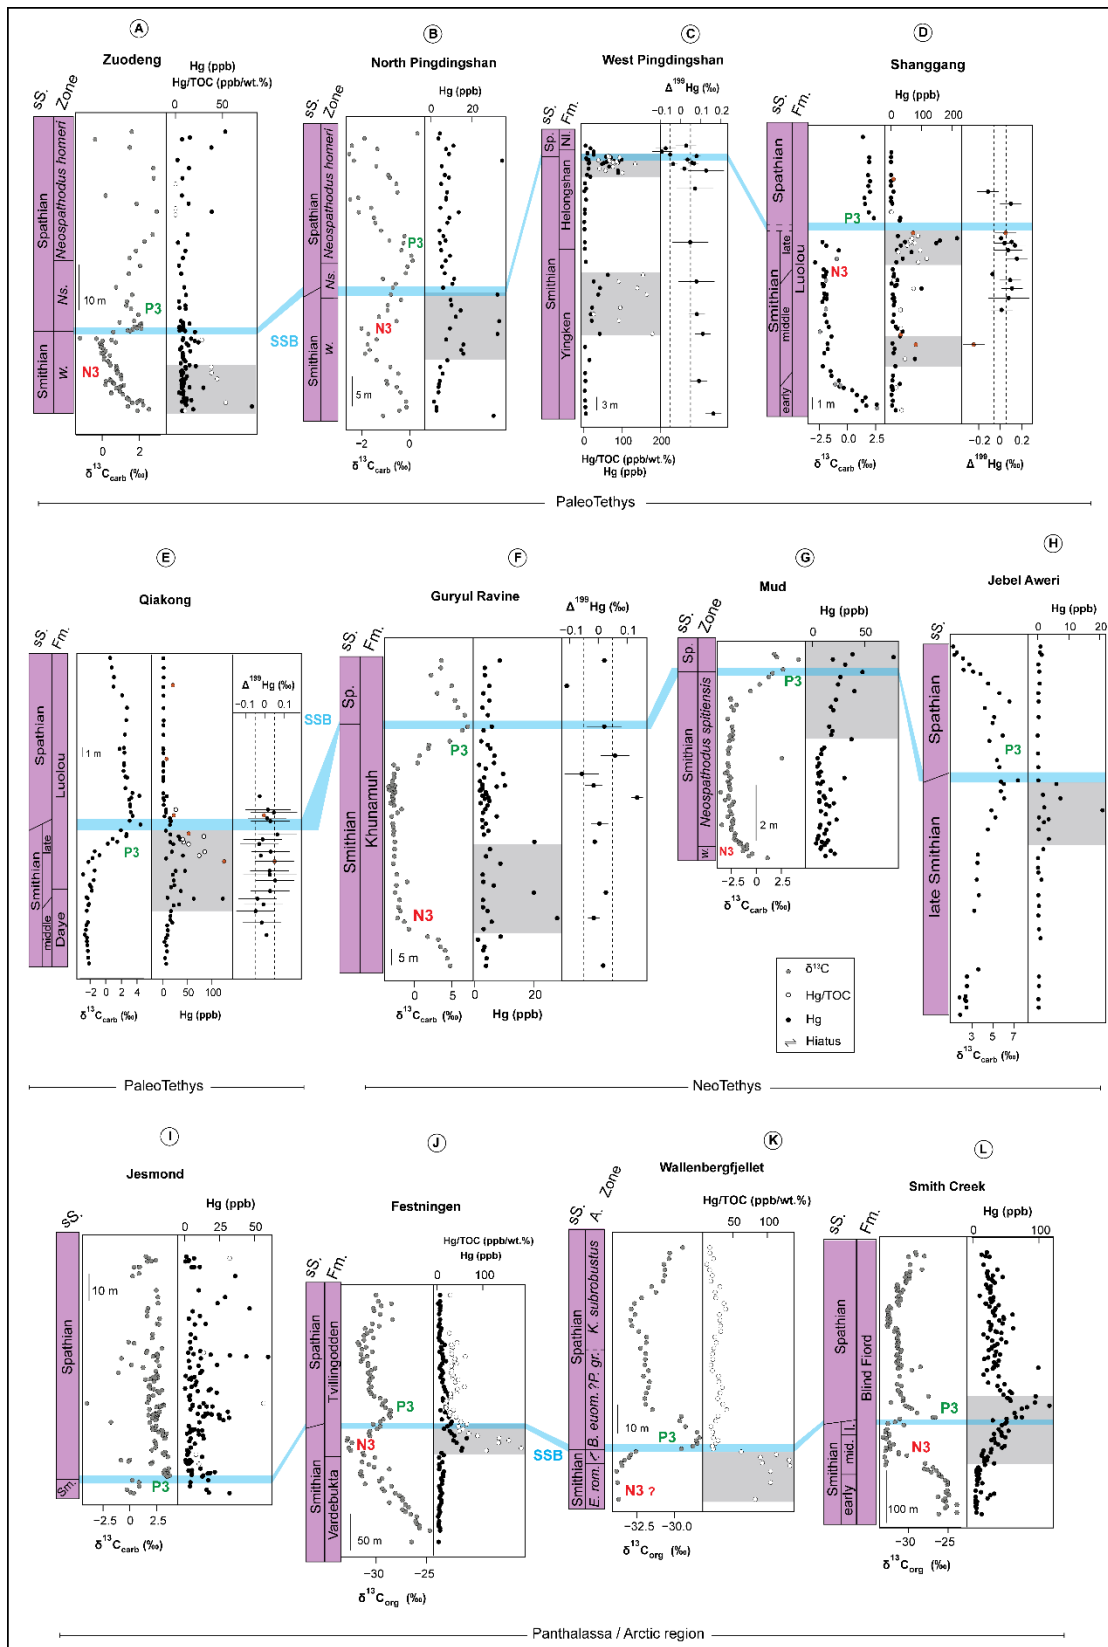 A
Zuodeng
Hg (ppb)
Hg/TOC (ppb/wt.%)
0 50
sS.
Zone
Spathian
Neospathodus homeri
Ns.
Smithian
w.
10 m
P3
N3
0 2
δ13Ccarb (‰)
SSB
B
North Pingdingshan
Hg (ppb)
0 20
sS.
Zone
Spathian
Neospathodus homeri
Ns.
Smithian
w.
P3
N3
5 m
−2 0
δ13Ccarb (‰)
C
West Pingdingshan
Δ199Hg (‰)
−0.1 0.1 0.2
sS.
Fm.
Sp.
Nl.
Smithian
Helongshan
Yingken
3 m
0 100 200
Hg/TOC (ppb/wt.%)
Hg (ppb)
D
Shanggang
Hg (ppb)
0 100 200
sS.
Fm.
Spathian
Smithian
late
middle
early
Luolou
P3
N3
1 m
−2.5 0.0 2.5
δ13Ccarb (‰)
−0.2 0 0.2
Δ199Hg (‰)
PaleoTethys
E
Qiakong
sS.
Fm.
Spathian
Smithian
late
middle
Luolou
Daye
Δ199Hg (‰)
−0.1 0 0.1
1 m
P3
−2 0 2 4
δ13Ccarb (‰)
0 50 100
Hg (ppb)
SSB
F
Guryul Ravine
Δ199Hg (‰)
−0.1 0 0.1
sS.
Fm.
Sp.
Smithian
Khunamuh
P3
N3
5 m
0 5
δ13Ccarb (‰)
0 20
Hg (ppb)
G
Mud
Hg (ppb)
0 50
sS.
Zone
Sp.
Smithian
Neospathodus spitiensis
w.
P3
2 m
N3
−2.5 0 2.5
δ13Ccarb (‰)
H
Jebel Aweri
Hg (ppb)
0 10 20
sS.
Spathian
late Smithian
P3
3 5 7
δ13Ccarb (‰)
δ13C
Hg/TOC
Hg
Hiatus
PaleoTethys
NeoTethys
I
Jesmond
Hg (ppb)
0 25 50
sS.
Spathian
Sm.
10 m
P3
−2.5 0 2.5
δ13Ccarb (‰)
J
Festningen
Hg/TOC (ppb/wt.%)
Hg (ppb)
0 100
sS.
Fm.
Spathian
Smithian
Tvillingodden
Vardebukta
P3
N3
50 m
−30 −25
δ13Corg (‰)
SSB
K
Wallenbergfjellet
Hg/TOC (ppb/wt.%)
50 100
sS.
A. Zone
Spathian
Smithian
K. subrobustus
?P. gr.
B. euom.
?
E. rom.
10 m
P3
N3 ?
−32.5 −30.0
δ13Corg (‰)
L
Smith Creek
Hg (ppb)
0 100
sS.
Fm.
Spathian
Smithian
l.
mid.
early
Blind Fiord
P3
N3
100 m
−30 −25
δ13Corg (‰)
Panthalassa / Arctic region